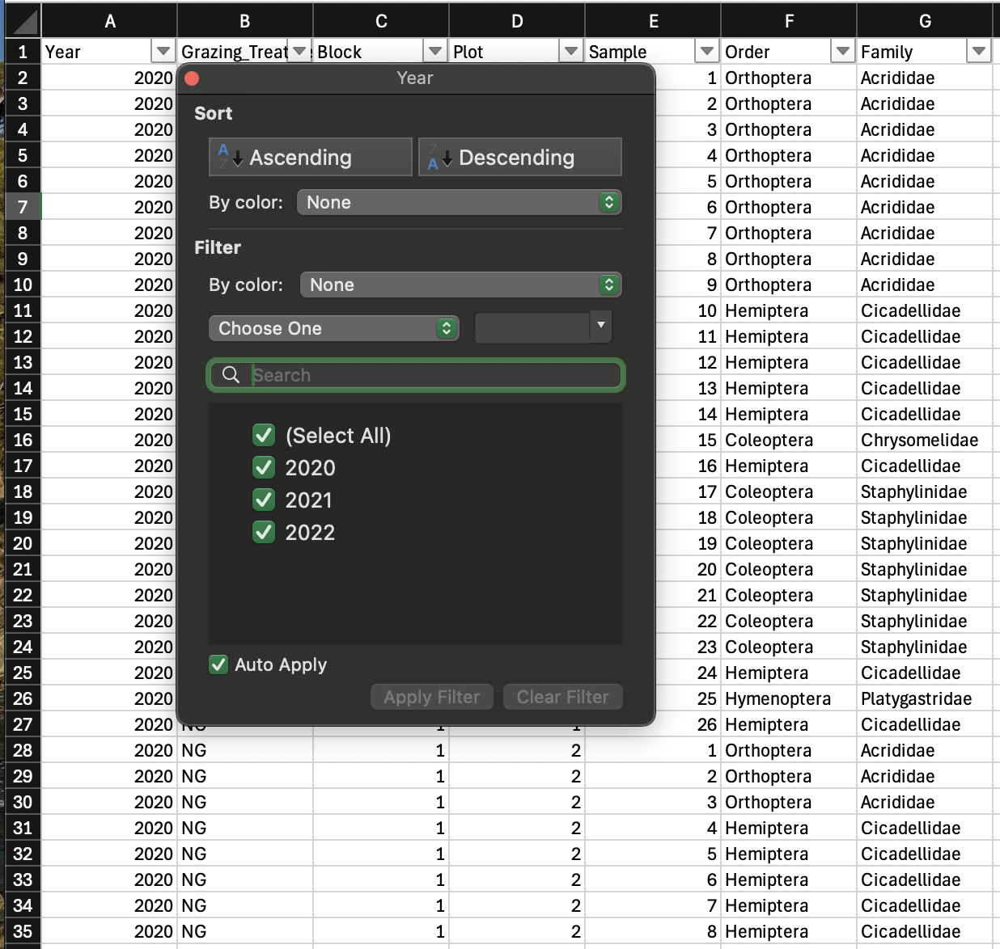 A B C D E F G
1 Year Grazing_Treat Block Plot Sample Order Family
2 2020 1 Orthoptera Acrididae
Year
3 2020 2 Orthoptera Acrididae
Sort
4 2020 3 Orthoptera Acrididae
5 2020 4 Orthoptera Acrididae
A Z Ascending Z A Descending
6 2020 5 Orthoptera Acrididae
7 2020 6 Orthoptera Acrididae
By color: None
8 2020 7 Orthoptera Acrididae
Filter
9 2020 8 Orthoptera Acrididae
10 2020 9 Orthoptera Acrididae
By color: None
11 2020 10 Hemiptera Cicadellidae
12 2020 11 Hemiptera Cicadellidae
Choose One
13 2020 12 Hemiptera Cicadellidae
Search
14 2020 13 Hemiptera Cicadellidae
15 2020 14 Hemiptera Cicadellidae
16 2020 15 Coleoptera Chrysomelidae
(Select All)
17 2020 16 Hemiptera Cicadellidae
2020
18 2020 17 Coleoptera Staphylinidae
2021
19 2020 18 Coleoptera Staphylinidae
2022
20 2020 19 Coleoptera Staphylinidae
21 2020 20 Coleoptera Staphylinidae
22 2020 21 Coleoptera Staphylinidae
23 2020 22 Coleoptera Staphylinidae
24 2020 23 Coleoptera Staphylinidae
Auto Apply
25 2020 24 Hemiptera Cicadellidae
26 2020 25 Hymenoptera Platygastridae
Apply Filter Clear Filter
27 2020 NG 1 1 26 Hemiptera Cicadellidae
28 2020 NG 1 2 1 Orthoptera Acrididae
29 2020 NG 1 2 2 Orthoptera Acrididae
30 2020 NG 1 2 3 Orthoptera Acrididae
31 2020 NG 1 2 4 Hemiptera Cicadellidae
32 2020 NG 1 2 5 Hemiptera Cicadellidae
33 2020 NG 1 2 6 Hemiptera Cicadellidae
34 2020 NG 1 2 7 Hemiptera Cicadellidae
35 2020 NG 1 2 8 Hemiptera Cicadellidae